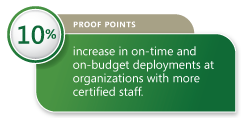 PROOF POINTS
10%
increase in on-time and
on-budget deployments at
organizations with more
certified staff.